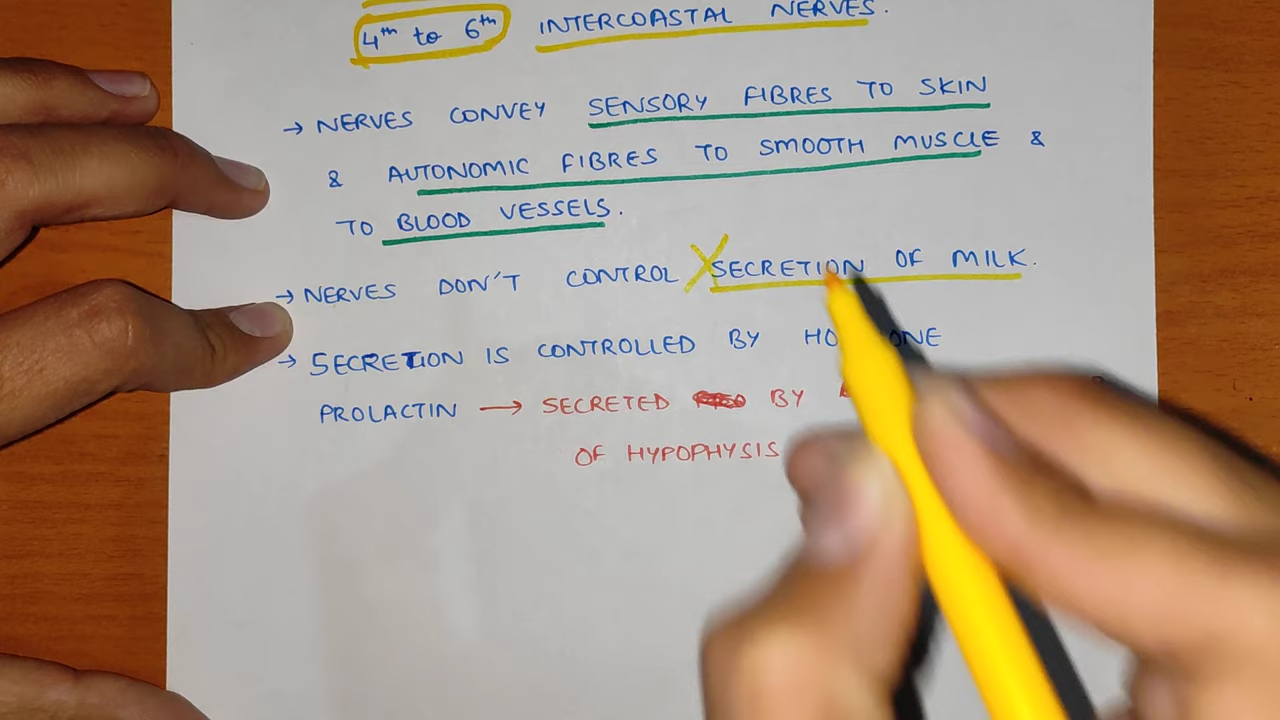 4th to 6th INTERCOASTAL NERVES.
→ NERVES CONVEY SENSORY FIBRES TO SKIN
& AUTONOMIC FIBRES TO SMOOTH MUSCLE &
TO BLOOD VESSELS.
→ NERVES DON'T CONTROL SECRETION OF MILK.
→ SECRETION IS CONTROLLED BY
PROLACTIN → SECRETED BY
OF HYPOPHYSIS